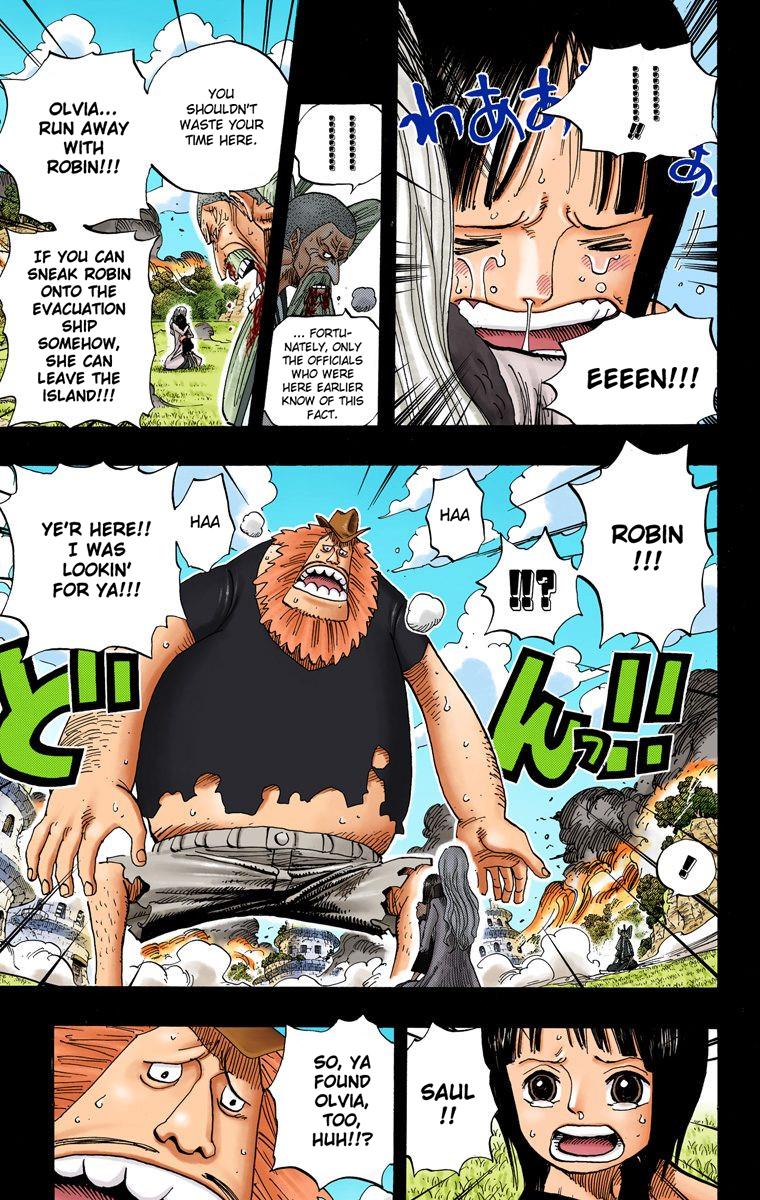 !!
わああ
あ
EEEEN!!!
!!
... FORTU-
NATELY, ONLY
THE OFFICIALS
WHO WERE
HERE EARLIER
KNOW OF THIS
FACT.
YOU
SHOULDN'T
WASTE YOUR
TIME HERE.
OLVIA...
RUN AWAY
WITH
ROBIN!!!
IF YOU CAN
SNEAK ROBIN
ONTO THE
EVACUATION
SHIP
SOMEHOW,
SHE CAN
LEAVE THE
ISLAND!!!
ROBIN
!!!
!!?
HAA
HAA
YE'R HERE!!
I WAS
LOOKIN'
FOR YA!!!
ど
んっ!!
!
SAUL
!!
SO, YA
FOUND
OLVIA,
TOO,
HUH!!?